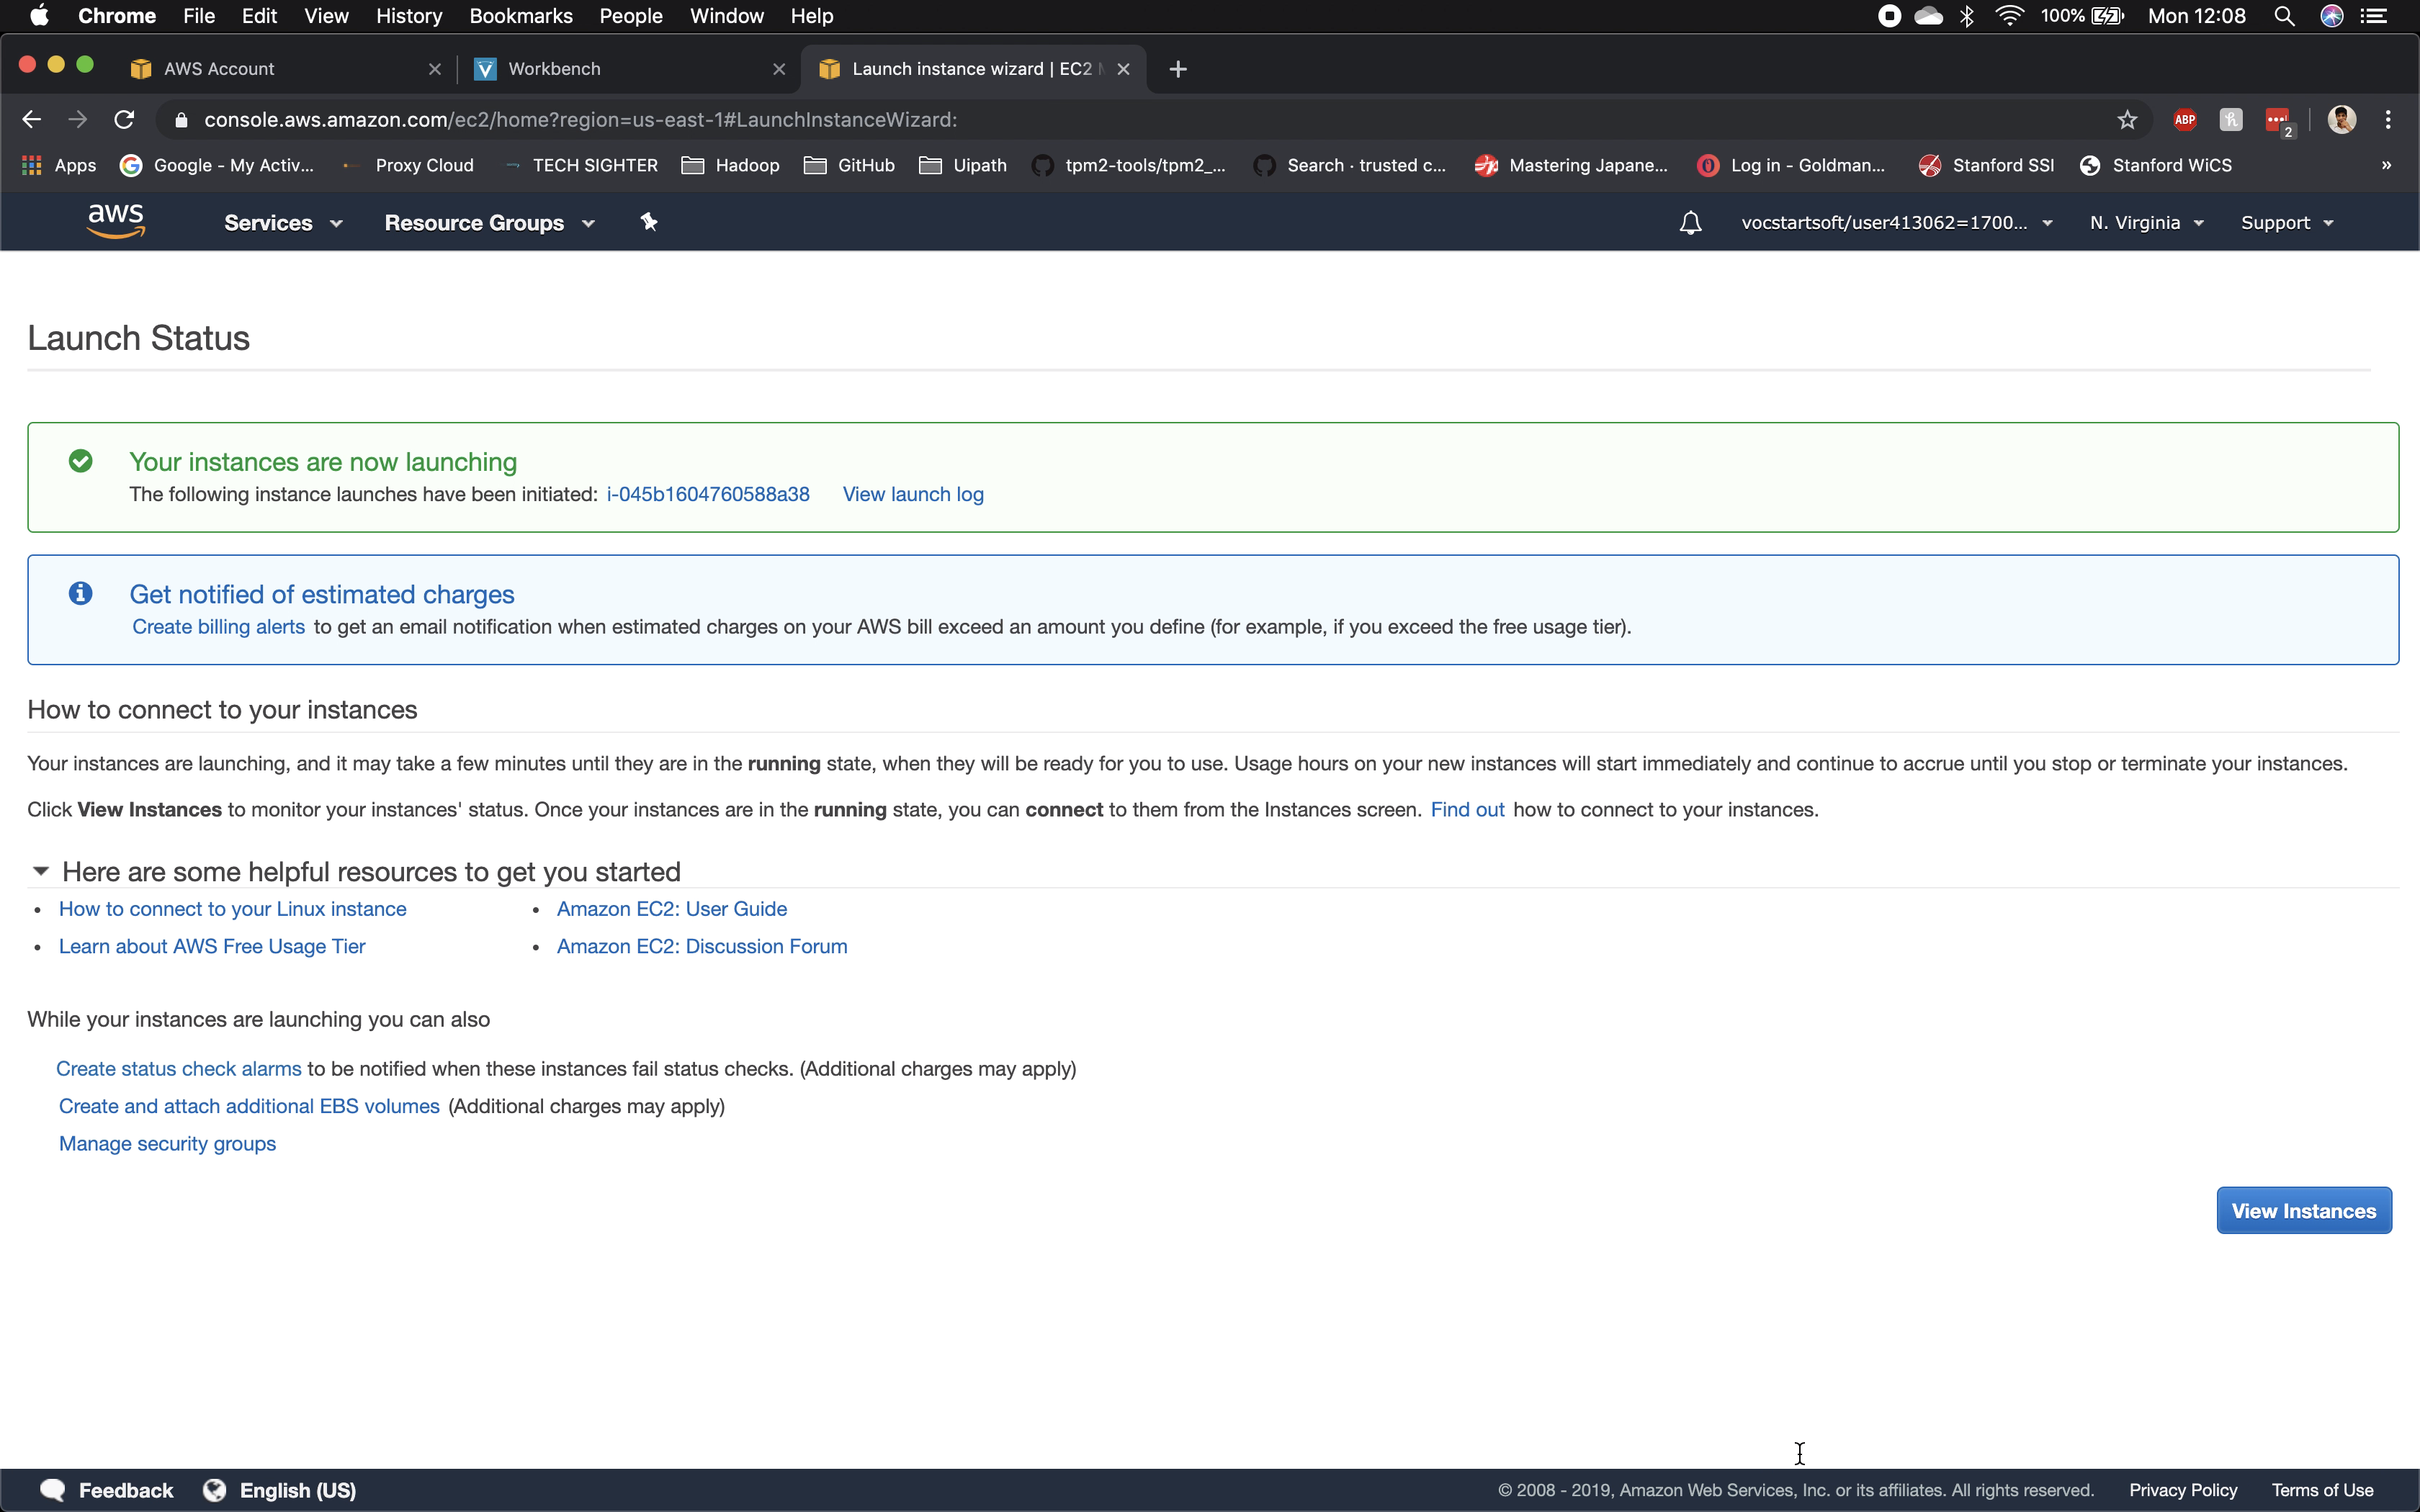 Chrome File Edit View History Bookmarks People Window Help 100% Mon 12:08
AWS Account Workbench Launch instance wizard | EC2
console.aws.amazon.com/ec2/home?region=us-east-1#LaunchInstanceWizard:
ABP 2
Apps Google - My Activ... Proxy Cloud TECH SIGHTER Hadoop GitHub Uipath tpm2-tools/tpm2_... Search · trusted c... Mastering Japane... Log in - Goldman... Stanford SSI Stanford WiCS »
aws Services Resource Groups vocstartsoft/user413062=1700... N. Virginia Support
Launch Status
Your instances are now launching
The following instance launches have been initiated: i-045b1604760588a38 View launch log
Get notified of estimated charges
Create billing alerts to get an email notification when estimated charges on your AWS bill exceed an amount you define (for example, if you exceed the free usage tier).
How to connect to your instances
Your instances are launching, and it may take a few minutes until they are in the running state, when they will be ready for you to use. Usage hours on your new instances will start immediately and continue to accrue until you stop or terminate your instances.
Click View Instances to monitor your instances' status. Once your instances are in the running state, you can connect to them from the Instances screen. Find out how to connect to your instances.
Here are some helpful resources to get you started
• How to connect to your Linux instance • Amazon EC2: User Guide
• Learn about AWS Free Usage Tier • Amazon EC2: Discussion Forum
While your instances are launching you can also
Create status check alarms to be notified when these instances fail status checks. (Additional charges may apply)
Create and attach additional EBS volumes (Additional charges may apply)
Manage security groups
View Instances
Feedback English (US) © 2008 - 2019, Amazon Web Services, Inc. or its affiliates. All rights reserved. Privacy Policy Terms of Use